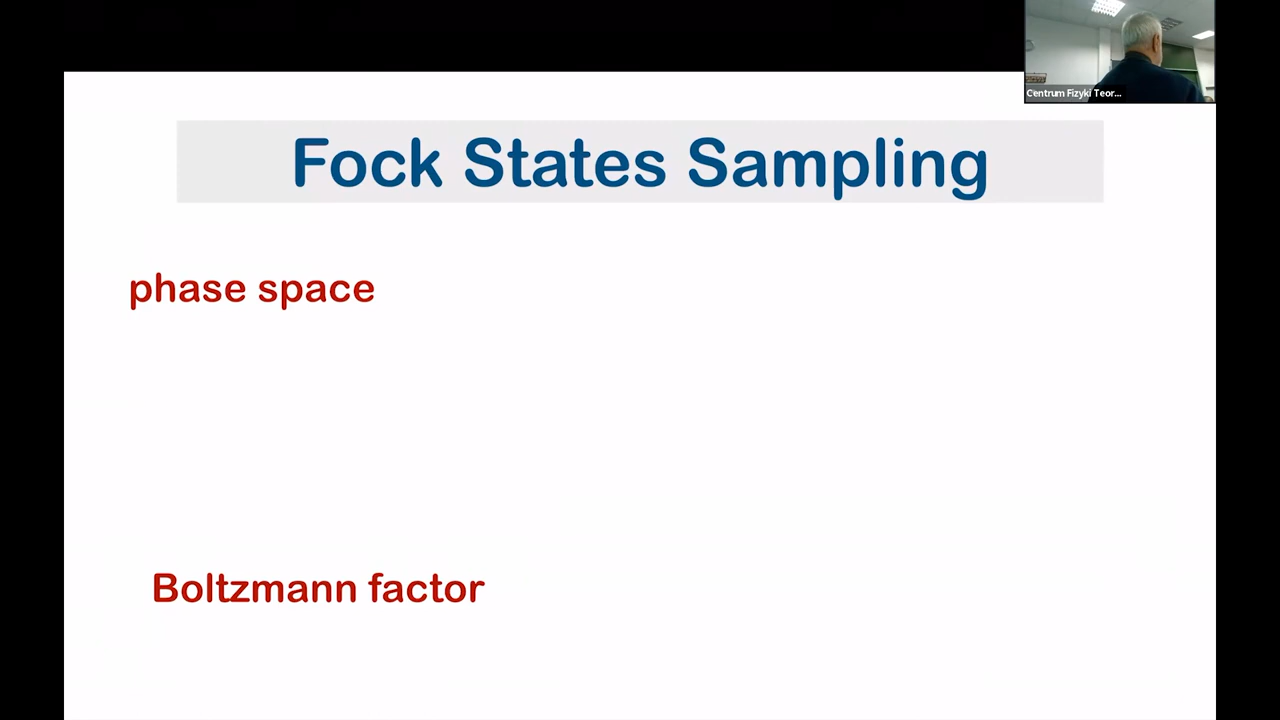 Centrum Fizyki Teor...
Fock States Sampling
phase space
Boltzmann factor